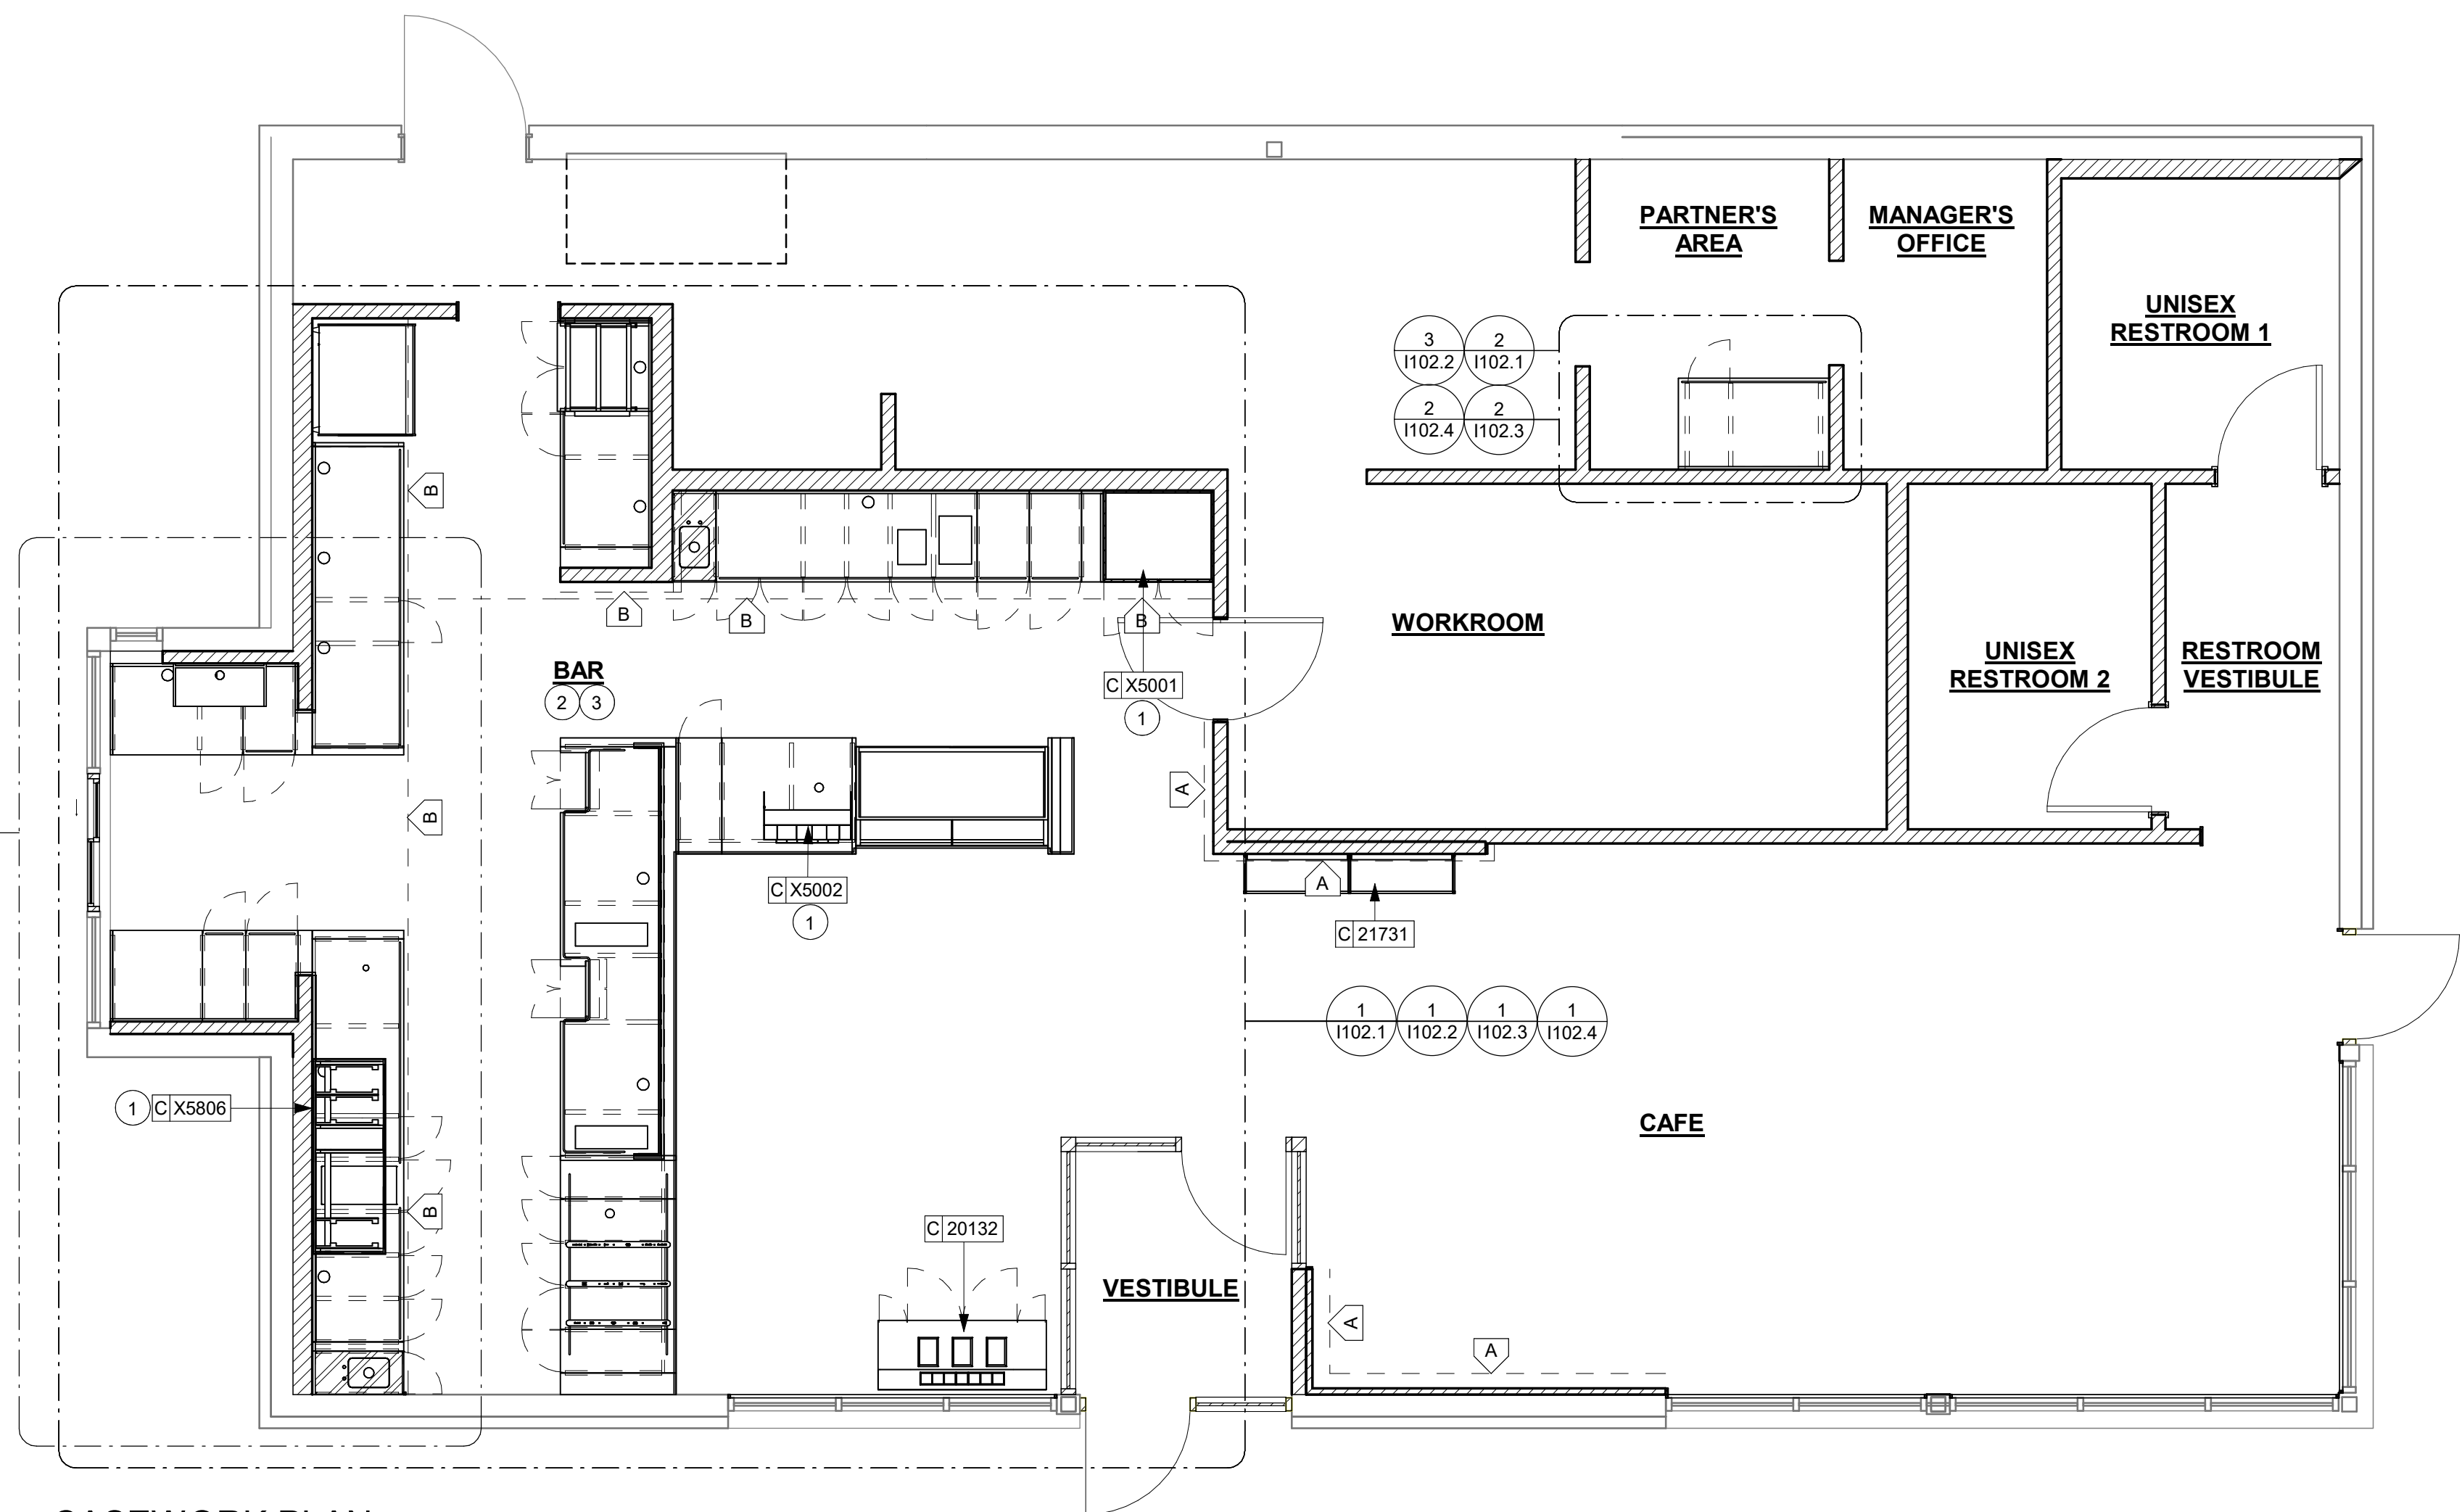 PARTNER'S
AREA
MANAGER'S
OFFICE
UNISEX
RESTROOM 1
3
I102.2
2
I102.1
2
I102.4
2
I102.3
B
B
B
B
WORKROOM
UNISEX
RESTROOM 2
RESTROOM
VESTIBULE
BAR
2
3
C X5001
1
A
B
C X5002
1
A
C 21731
1
I102.1
1
I102.2
1
I102.3
1
I102.4
1
C X5806
CAFE
B
C 20132
VESTIBULE
A
A
CASEWORK PLAN